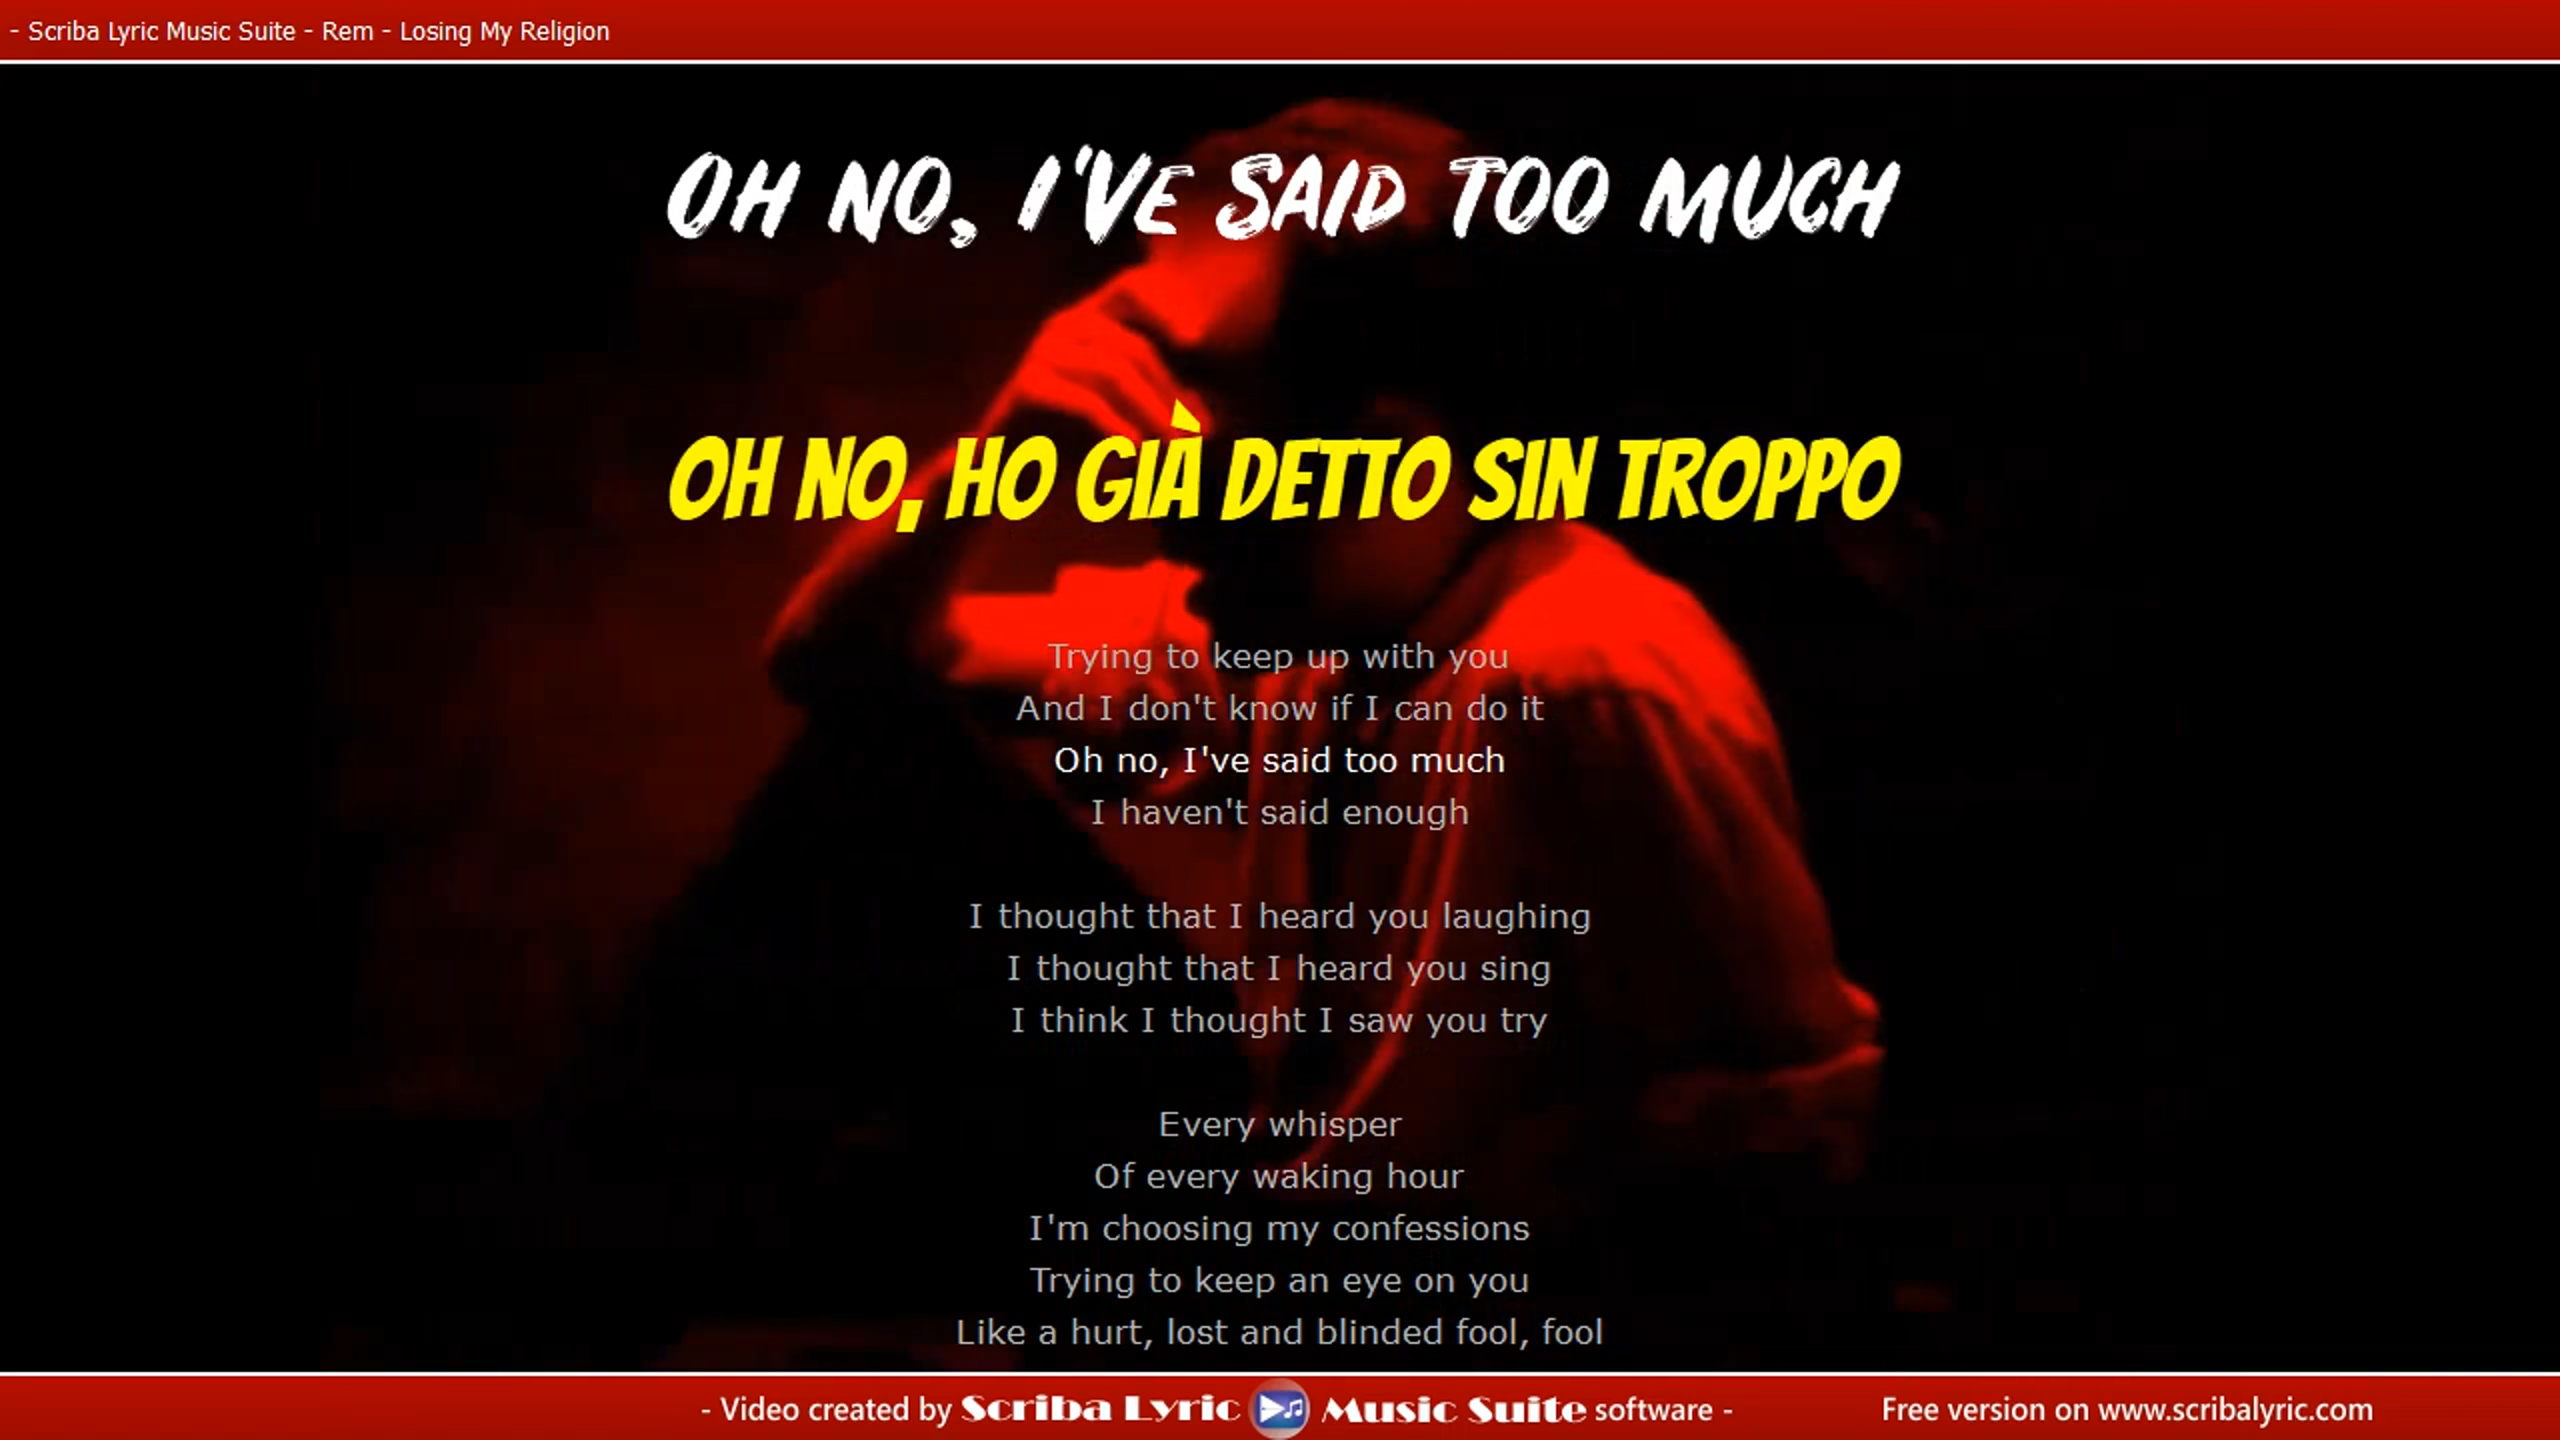 - Scriba Lyric Music Suite - Rem - Losing My Religion
OH NO, I'VE SAID TOO MUCH
OH NO, HO GIÀ DETTO SIN TROPPO
Trying to keep up with you
And I don't know if I can do it
Oh no, I've said too much
I haven't said enough
I thought that I heard you laughing
I thought that I heard you sing
I think I thought I saw you try
Every whisper
Of every waking hour
I'm choosing my confessions
Trying to keep an eye on you
Like a hurt, lost and blinded fool, fool
- Video created by Scriba Lyric Music Suite software - Free version on www.scribalyric.com